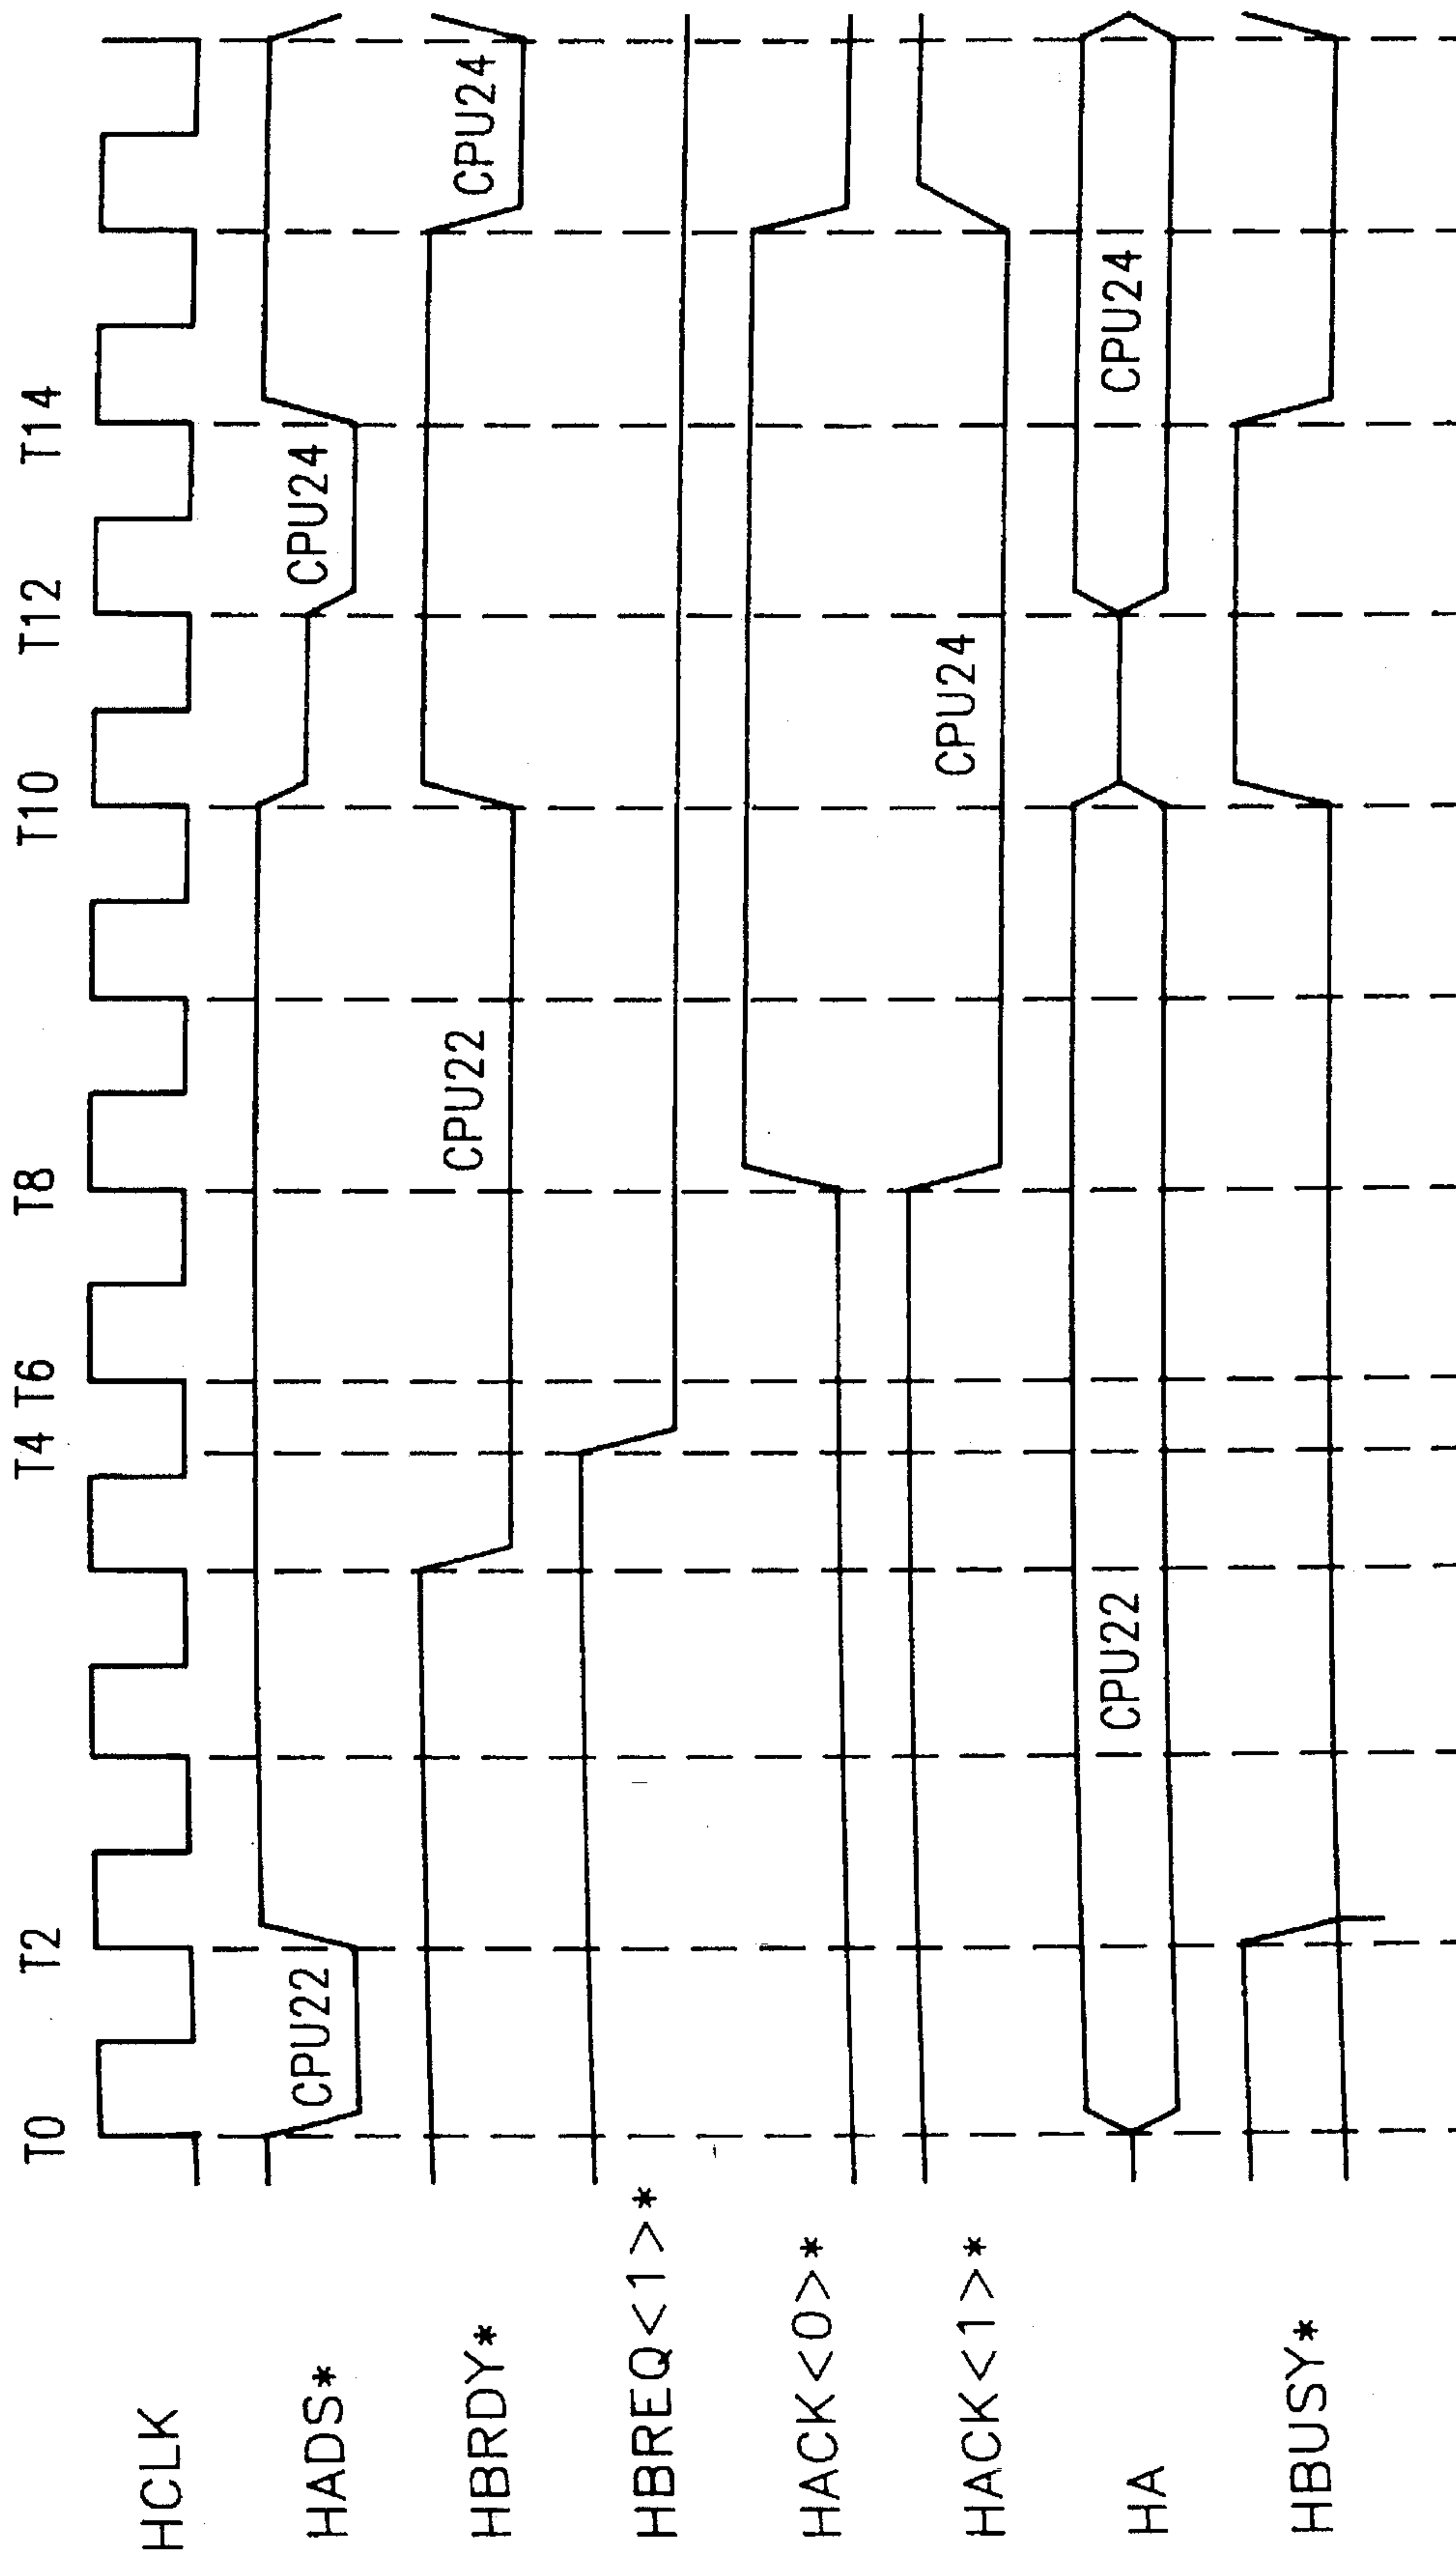 T0 T2 T4 T6 T8 T10 T12 T14
HCLK
HADS* CPU22 CPU24
HBRDY* CPU22 CPU24
HBREQ<1>*
HACK<0>*
HACK<1>* CPU24
HA CPU22 CPU24
HBUSY*